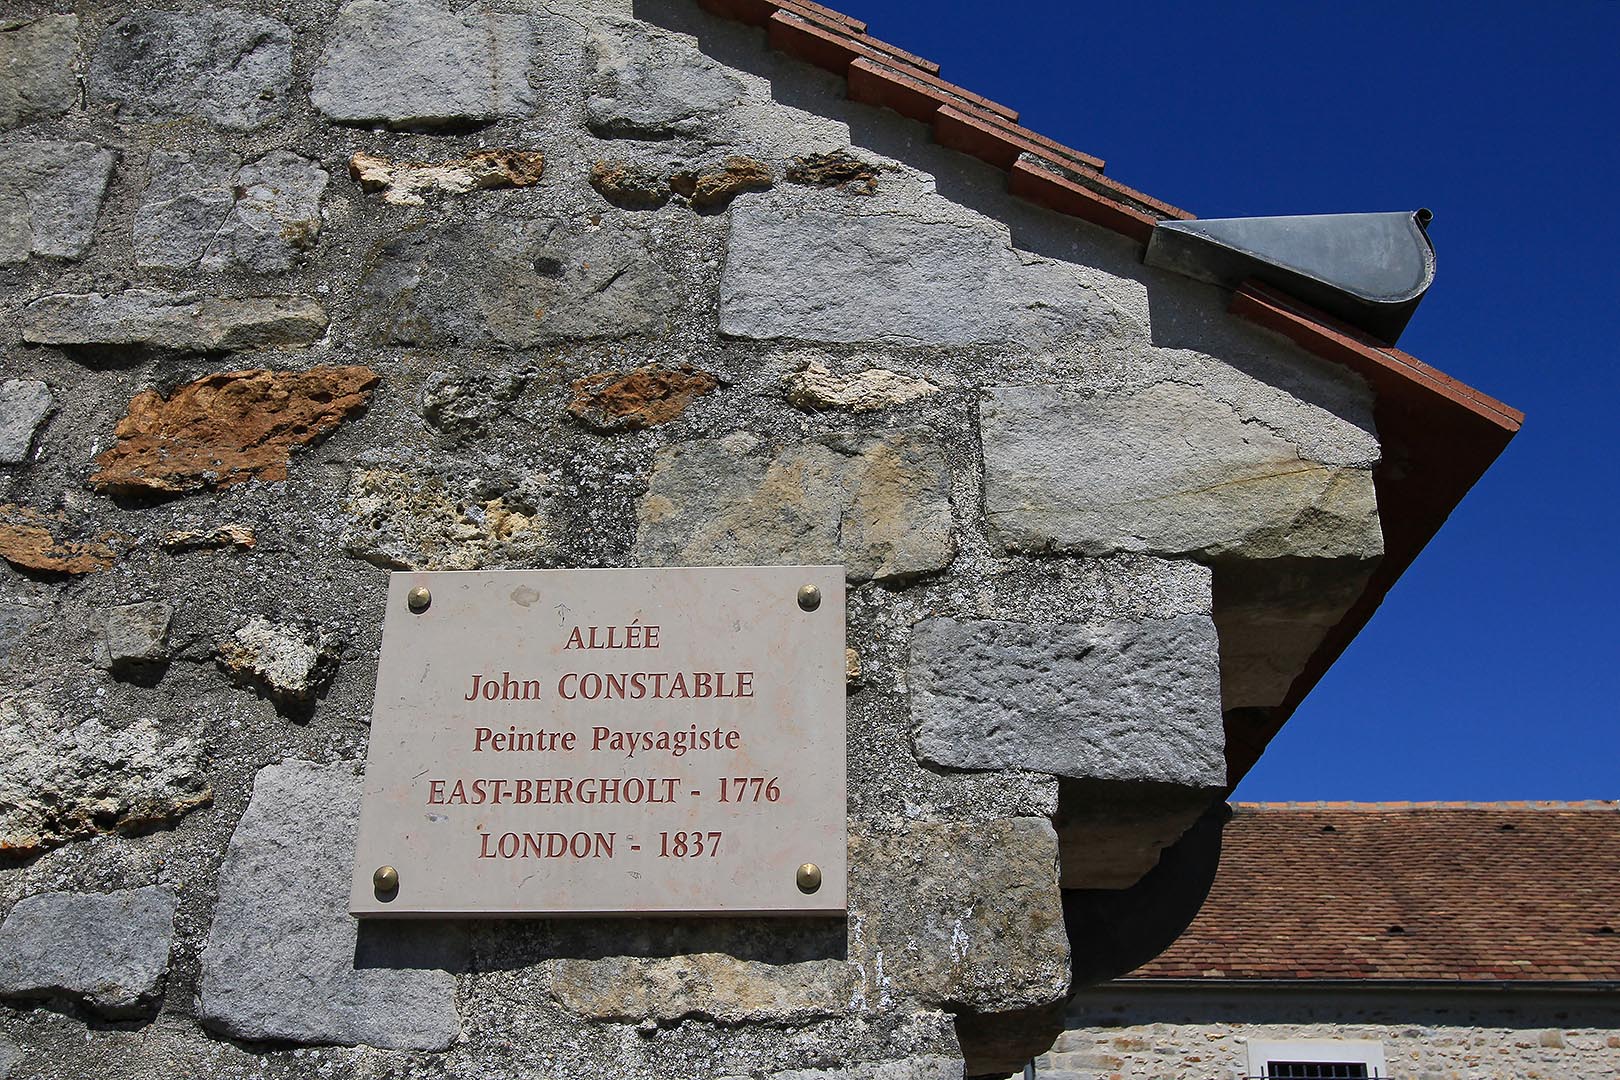 ALLÉE
John CONSTABLE
Peintre Paysagiste
EAST-BERGHOLT - 1776
LONDON - 1837